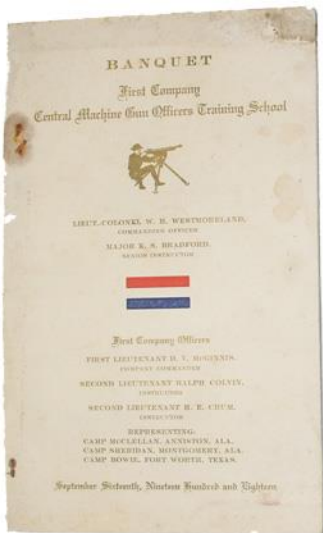 BANQUET
First Company
Central Machine Gun Officers Training School
LIEUT.-COLONEL W. R. WESTMORELAND,
COMMANDING OFFICER
MAJOR K. S. BRADFORD,
SENIOR INSTRUCTOR
First Company Officers
FIRST LIEUTENANT D. V. McGINNIS,
COMPANY COMMANDER
SECOND LIEUTENANT RALPH COLVIN,
INSTRUCTOR
SECOND LIEUTENANT H. E. CRUM,
INSTRUCTOR
REPRESENTING:
CAMP McCLELLAN, ANNISTON, ALA.
CAMP SHERIDAN, MONTGOMERY, ALA.
CAMP BOWIE, FORT WORTH, TEXAS.
September Sixteenth, Nineteen Hundred and Eighteen